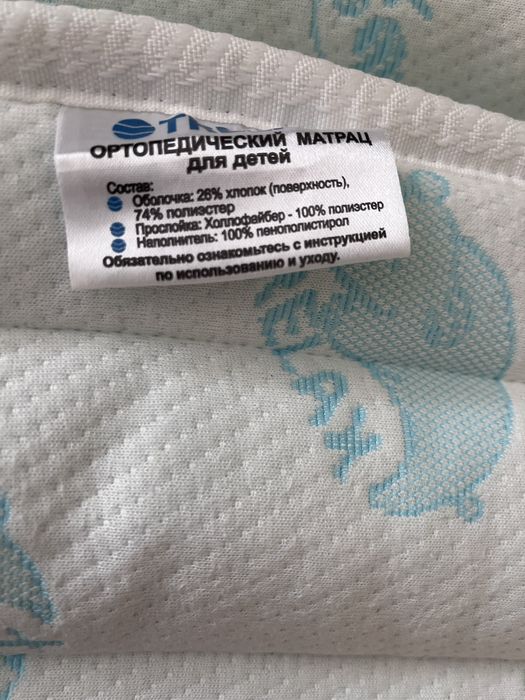 ОРТОПЕДИЧЕСКИЙ МАТРАЦ
для детей
Состав:
Оболочка: 26% хлопок (поверхность),
74% полиэстер
Прослойка: Холлофайбер - 100% полиэстер
Наполнитель: 100% пенополистирол
Обязательно ознакомьтесь с инструкцией
по использованию и уходу.